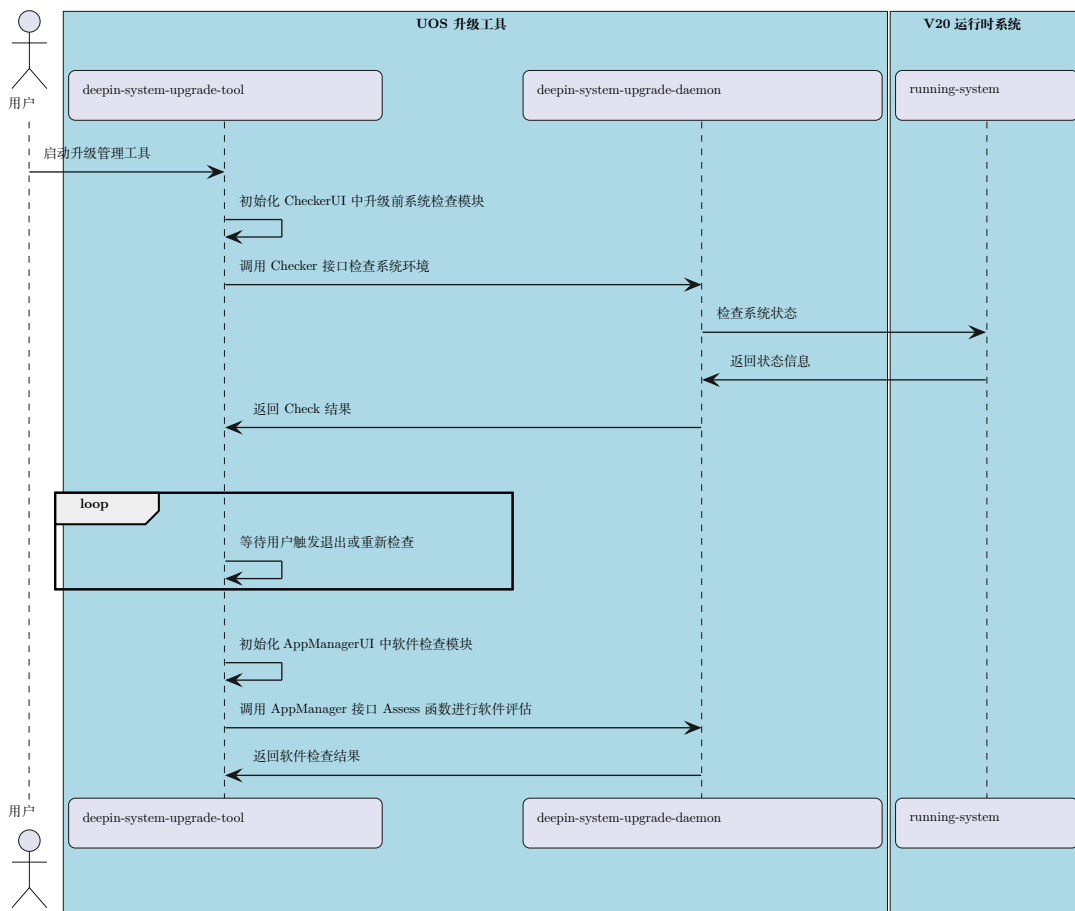 UOS 升级工具
V20 运行时系统
deepin-system-upgrade-tool
deepin-system-upgrade-daemon
running-system
用户
启动升级管理工具
初始化 CheckerUI 中升级前系统检查模块
调用 Checker 接口检查系统环境
检查系统状态
返回状态信息
返回 Check 结果
loop
等待用户触发退出或重新检查
初始化 AppManagerUI 中软件检查模块
调用 AppManager 接口 Assess 函数进行软件评估
返回软件检查结果
用户
deepin-system-upgrade-tool
deepin-system-upgrade-daemon
running-system